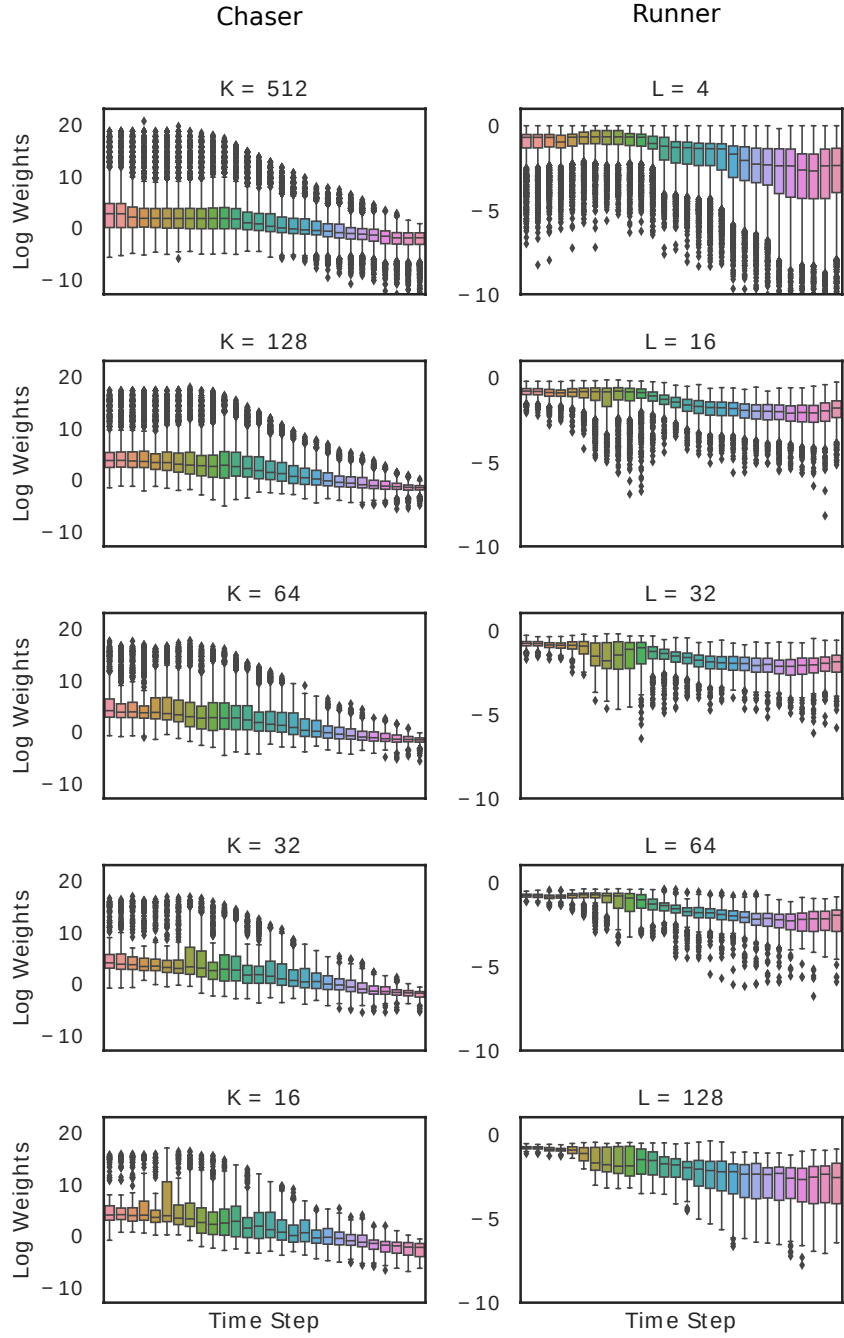 Chaser Runner
K = 512 L = 4
Log Weights
20
10
0
−10
0
−5
−10
K = 128 L = 16
Log Weights
20
10
0
−10
0
−5
−10
K = 64 L = 32
Log Weights
20
10
0
−10
0
−5
−10
K = 32 L = 64
Log Weights
20
10
0
−10
0
−5
−10
K = 16 L = 128
Log Weights
20
10
0
−10
0
−5
−10
Time Step Time Step